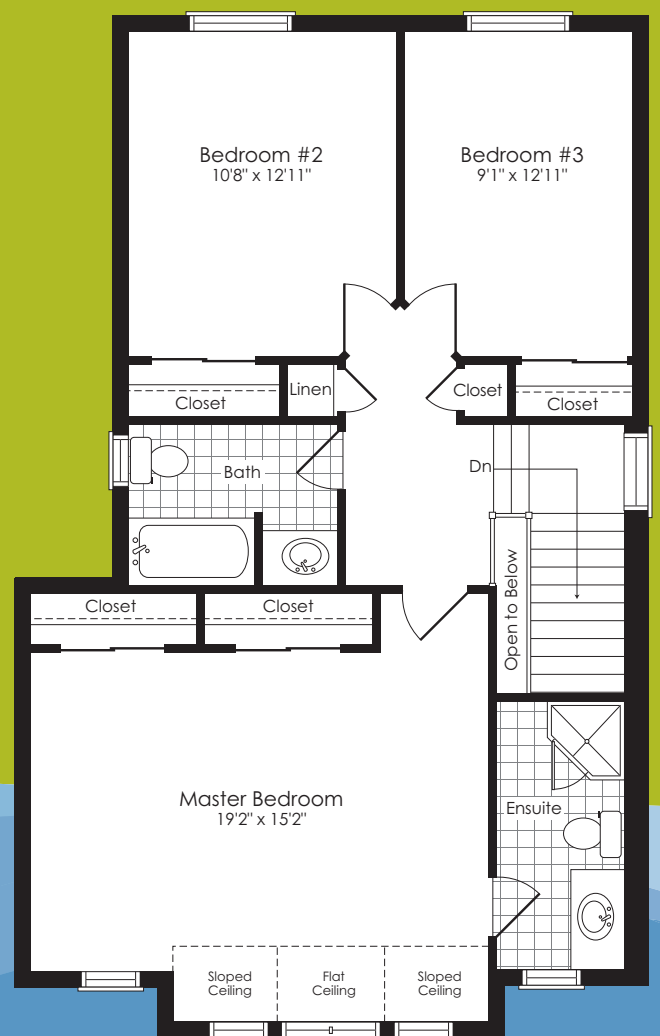 Bedroom #2
10'8" x 12'11"
Bedroom #3
9'1" x 12'11"
Linen
Closet
Closet
Closet
Bath
Dn
Open to Below
Closet
Closet
Master Bedroom
19'2" x 15'2"
Ensuite
Sloped
Ceiling
Flat
Ceiling
Sloped
Ceiling